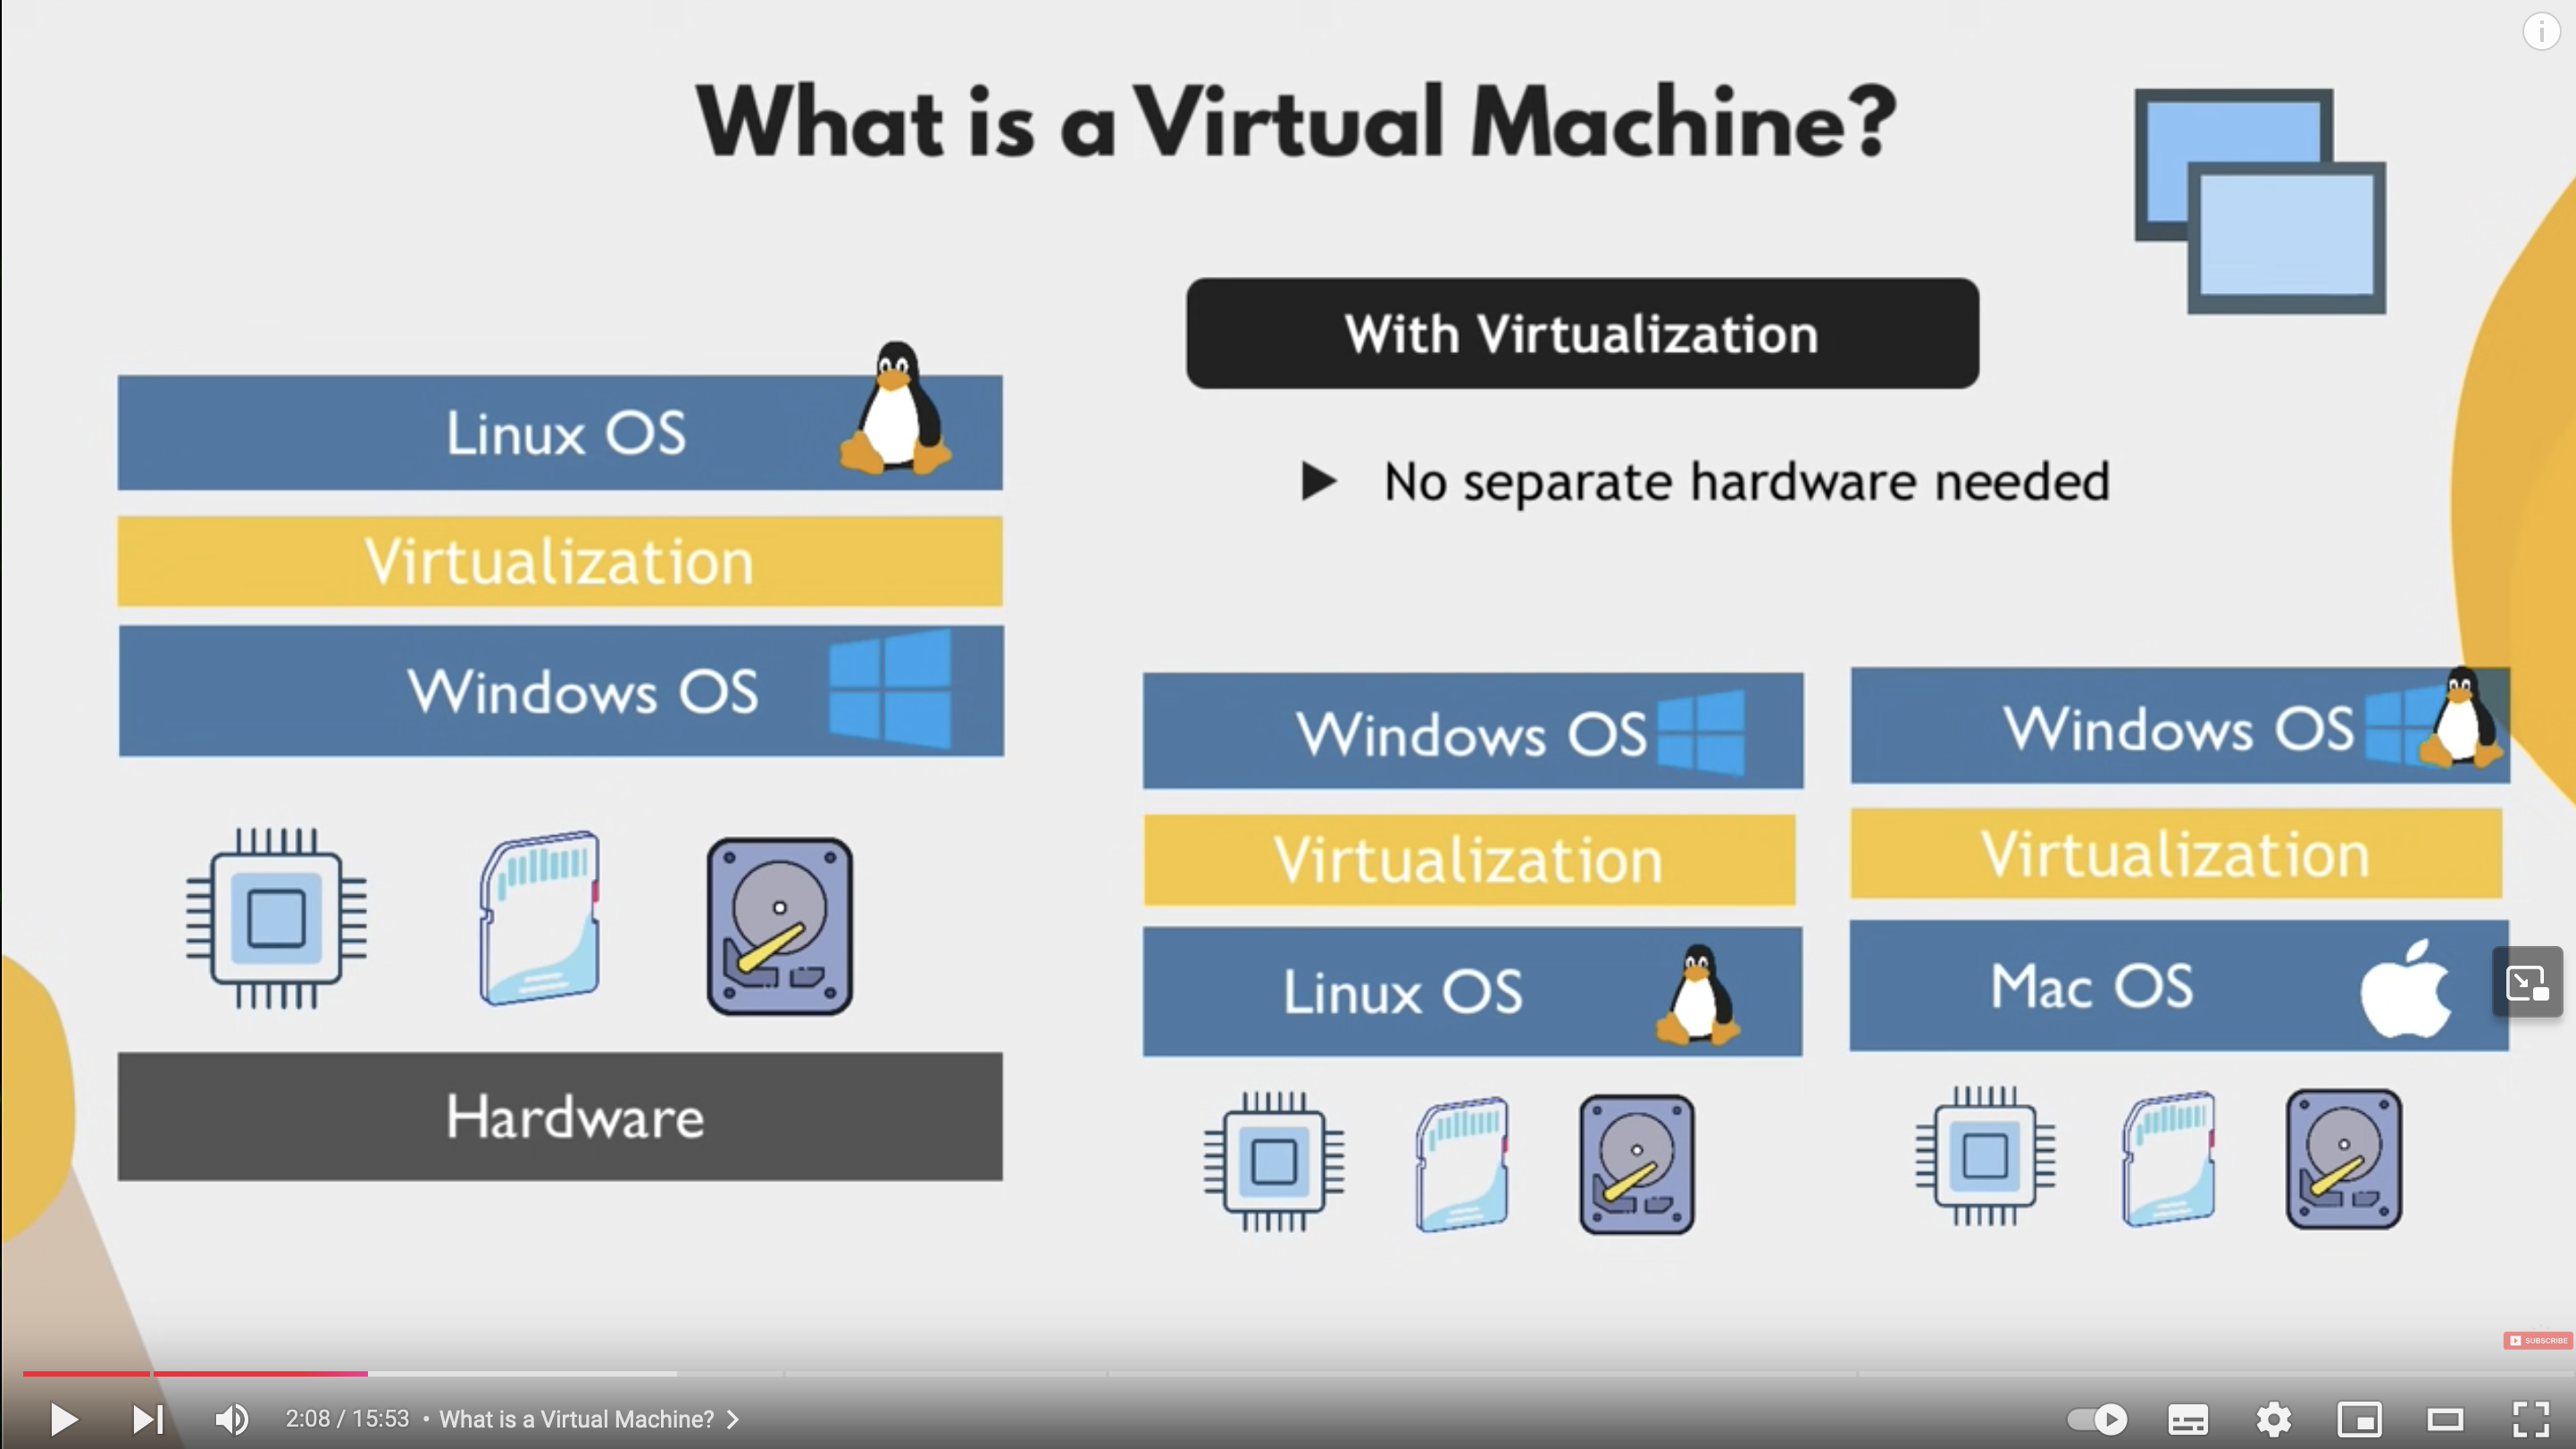 What is a Virtual Machine?
With Virtualization
▶ No separate hardware needed
Linux OS
Virtualization
Windows OS
Hardware
Windows OS
Virtualization
Linux OS
Windows OS
Virtualization
Mac OS
SUBSCRIBE
2:08 / 15:53 • What is a Virtual Machine?